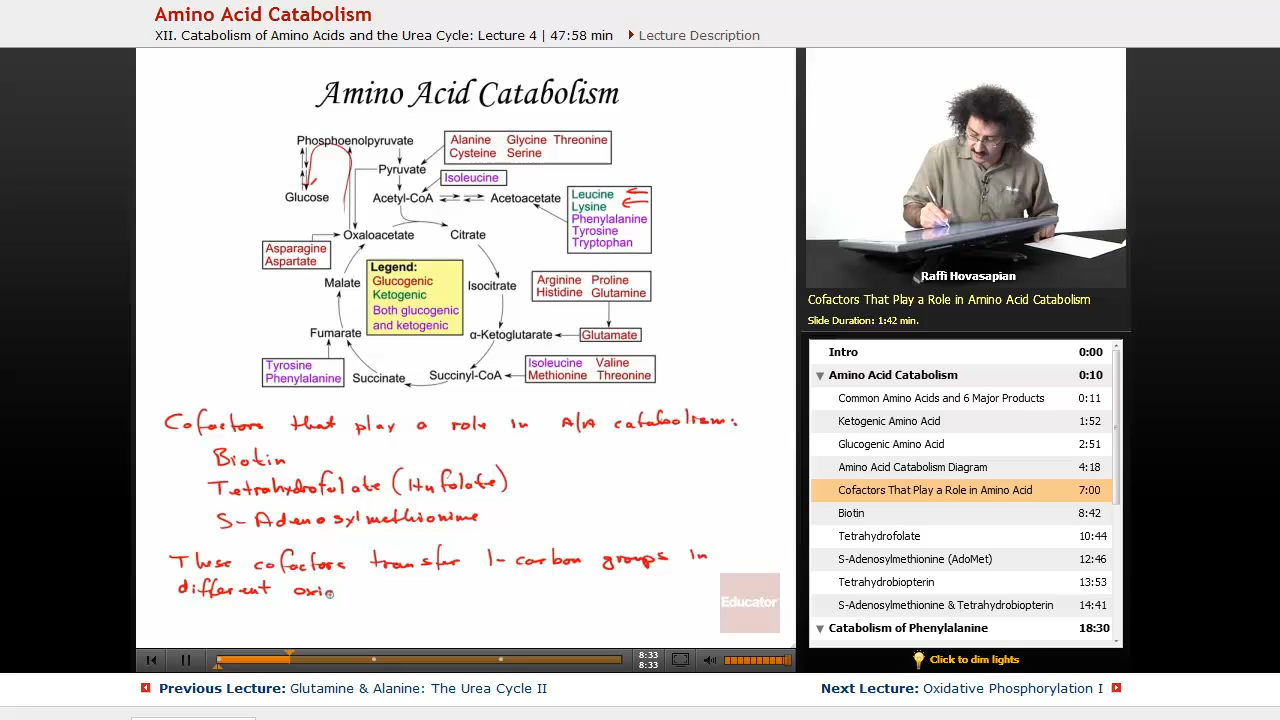 Amino Acid Catabolism
XII. Catabolism of Amino Acids and the Urea Cycle: Lecture 4 | 47:58 min
Lecture Description
Amino Acid Catabolism
Phosphoenolpyruvate
Alanine Glycine Threonine
Cysteine Serine
Pyruvate
Isoleucine
Glucose
Acetyl-CoA
Acetoacetate
Leucine
Lysine
Phenylalanine
Tyrosine
Tryptophan
Oxaloacetate
Citrate
Asparagine
Aspartate
Malate
Legend:
Glucogenic
Ketogenic
Both glucogenic
and ketogenic
Isocitrate
Arginine Proline
Histidine Glutamine
Fumarate
α-Ketoglutarate
Glutamate
Tyrosine
Phenylalanine
Succinate
Succinyl-CoA
Isoleucine Valine
Methionine Threonine
Cofactors that play a role in A/A catabolism:
Biotin
Tetrahydrofolate (H4 folate)
S-Adenosylmethionine
These cofactors transfer 1-carbon groups in
different oxi
Educator
Raffi Hovasapian
Cofactors That Play a Role in Amino Acid Catabolism
Slide Duration: 1:42 min.
Intro 0:00
Amino Acid Catabolism 0:10
Common Amino Acids and 6 Major Products 0:11
Ketogenic Amino Acid 1:52
Glucogenic Amino Acid 2:51
Amino Acid Catabolism Diagram 4:18
Cofactors That Play a Role in Amino Acid 7:00
Biotin 8:42
Tetrahydrofolate 10:44
S-Adenosylmethionine (AdoMet) 12:46
Tetrahydrobiopterin 13:53
S-Adenosylmethionine & Tetrahydrobiopterin 14:41
Catabolism of Phenylalanine 18:30
8:33
8:33
Click to dim lights
Previous Lecture: Glutamine & Alanine: The Urea Cycle II
Next Lecture: Oxidative Phosphorylation I